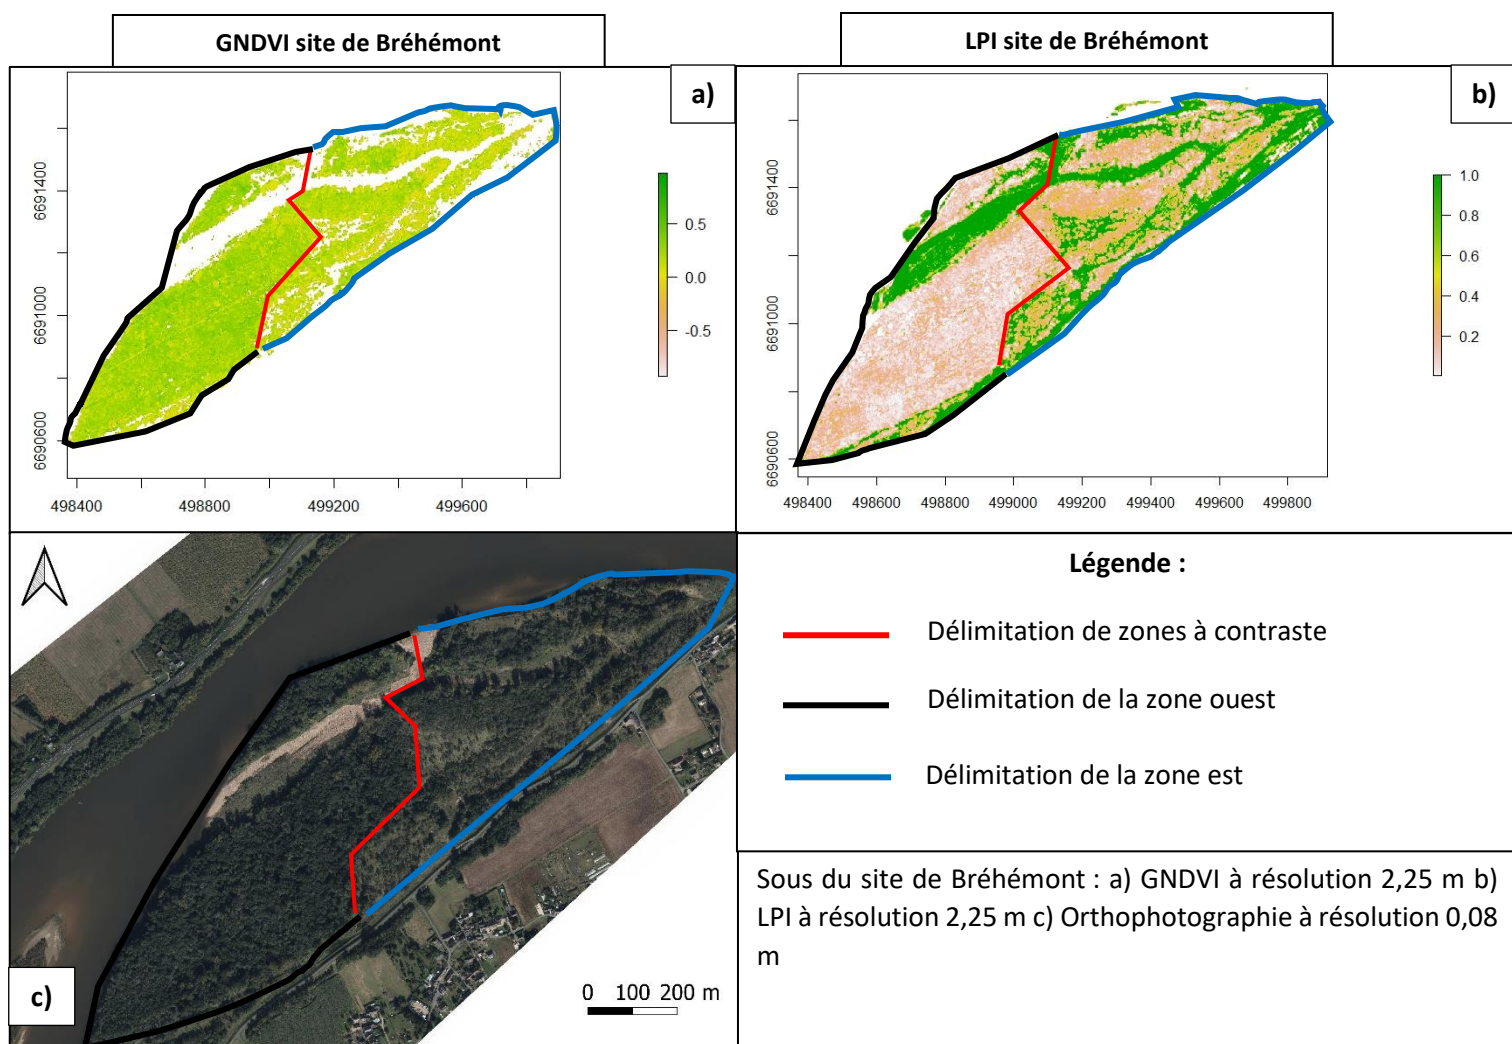 GNDVI site de Bréhémont
LPI site de Bréhémont
a)
6691400
6691000
6690600
498400
498800
499200
499600
0.5
0.0
-0.5
b)
6691400
6691000
6690600
498400
498600
498800
499000
499200
499400
499600
499800
1.0
0.8
0.6
0.4
0.2
c)
0 100 200 m
Légende :
Délimitation de zones à contraste
Délimitation de la zone ouest
Délimitation de la zone est
Sous du site de Bréhémont : a) GNDVI à résolution 2,25 m b)
LPI à résolution 2,25 m c) Orthophotographie à résolution 0,08
m